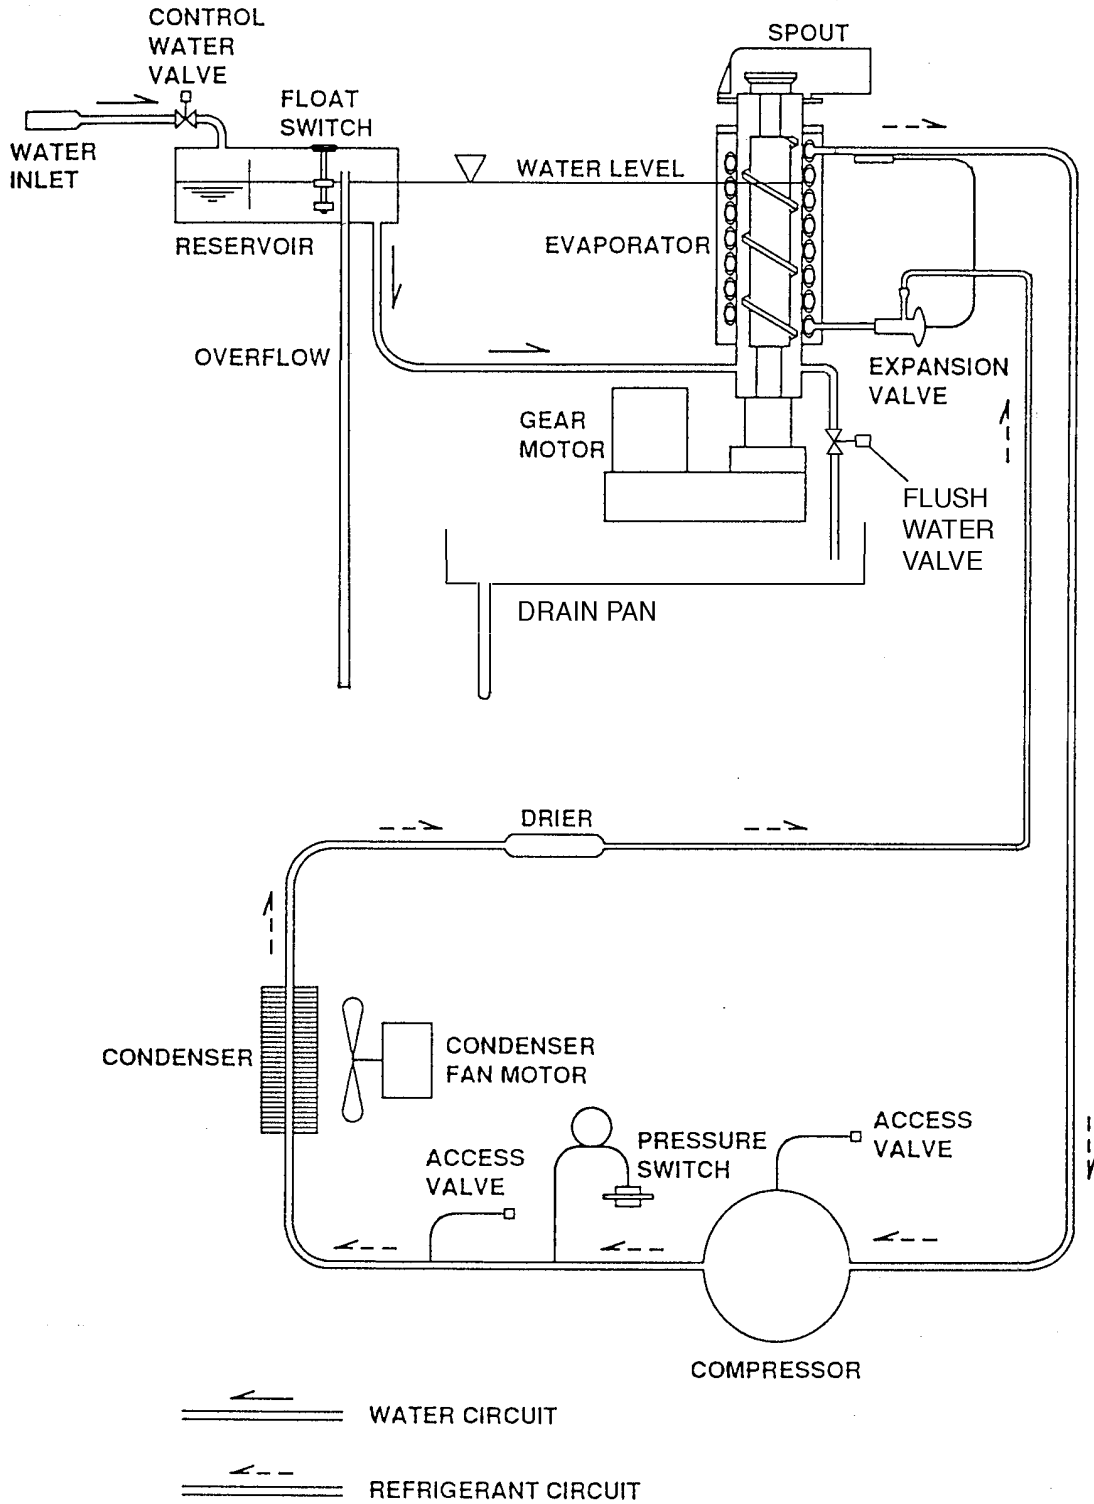 CONTROL
WATER
VALVE
SPOUT
FLOAT
SWITCH
WATER
INLET
WATER LEVEL
RESERVOIR
EVAPORATOR
OVERFLOW
EXPANSION
VALVE
GEAR
MOTOR
FLUSH
WATER
VALVE
DRAIN PAN
DRIER
CONDENSER
CONDENSER
FAN MOTOR
ACCESS
VALVE
PRESSURE
SWITCH
ACCESS
VALVE
COMPRESSOR
WATER CIRCUIT
REFRIGERANT CIRCUIT